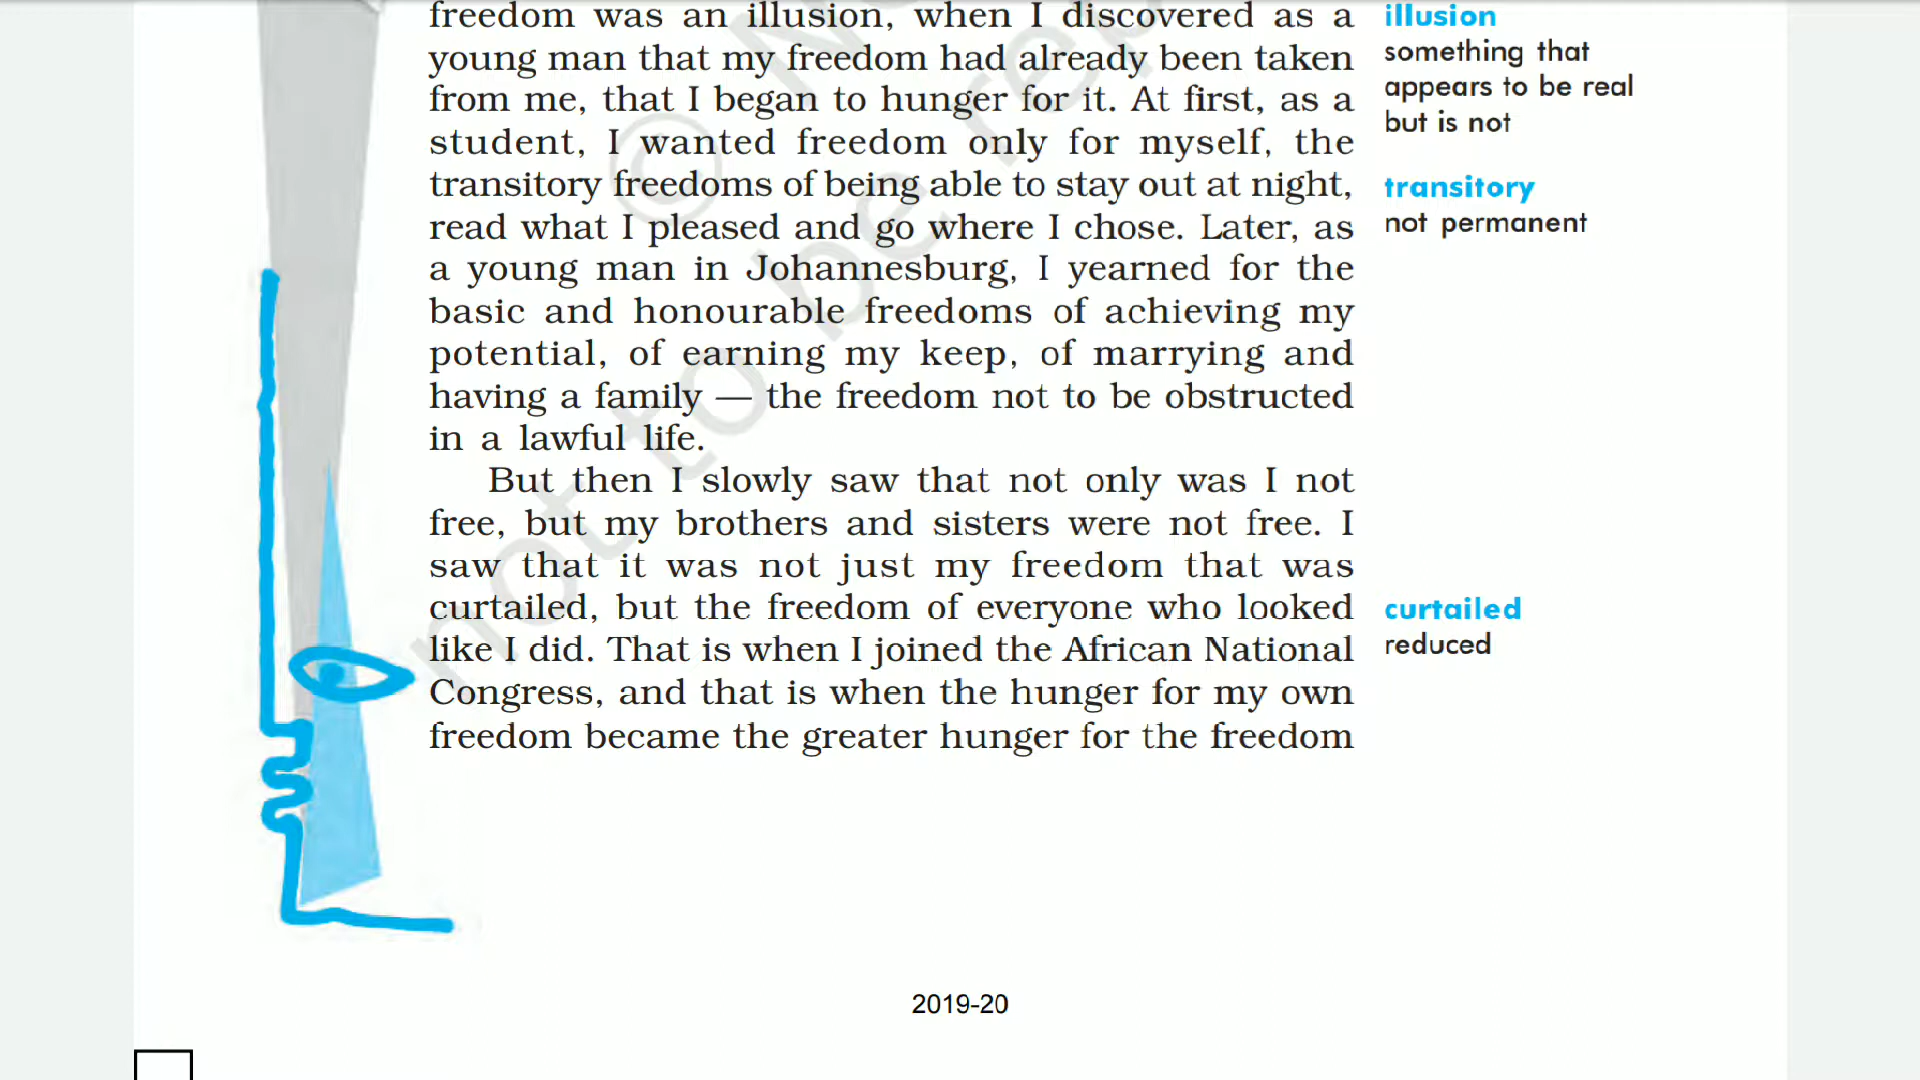 freedom was an illusion, when I discovered as a
young man that my freedom had already been taken
from me, that I began to hunger for it. At first, as a
student, I wanted freedom only for myself, the
transitory freedoms of being able to stay out at night,
read what I pleased and go where I chose. Later, as
a young man in Johannesburg, I yearned for the
basic and honourable freedoms of achieving my
potential, of earning my keep, of marrying and
having a family — the freedom not to be obstructed
in a lawful life.
But then I slowly saw that not only was I not
free, but my brothers and sisters were not free. I
saw that it was not just my freedom that was
curtailed, but the freedom of everyone who looked
like I did. That is when I joined the African National
Congress, and that is when the hunger for my own
freedom became the greater hunger for the freedom
illusion
something that
appears to be real
but is not
transitory
not permanent
curtailed
reduced
© N
not to be rep
2019-20